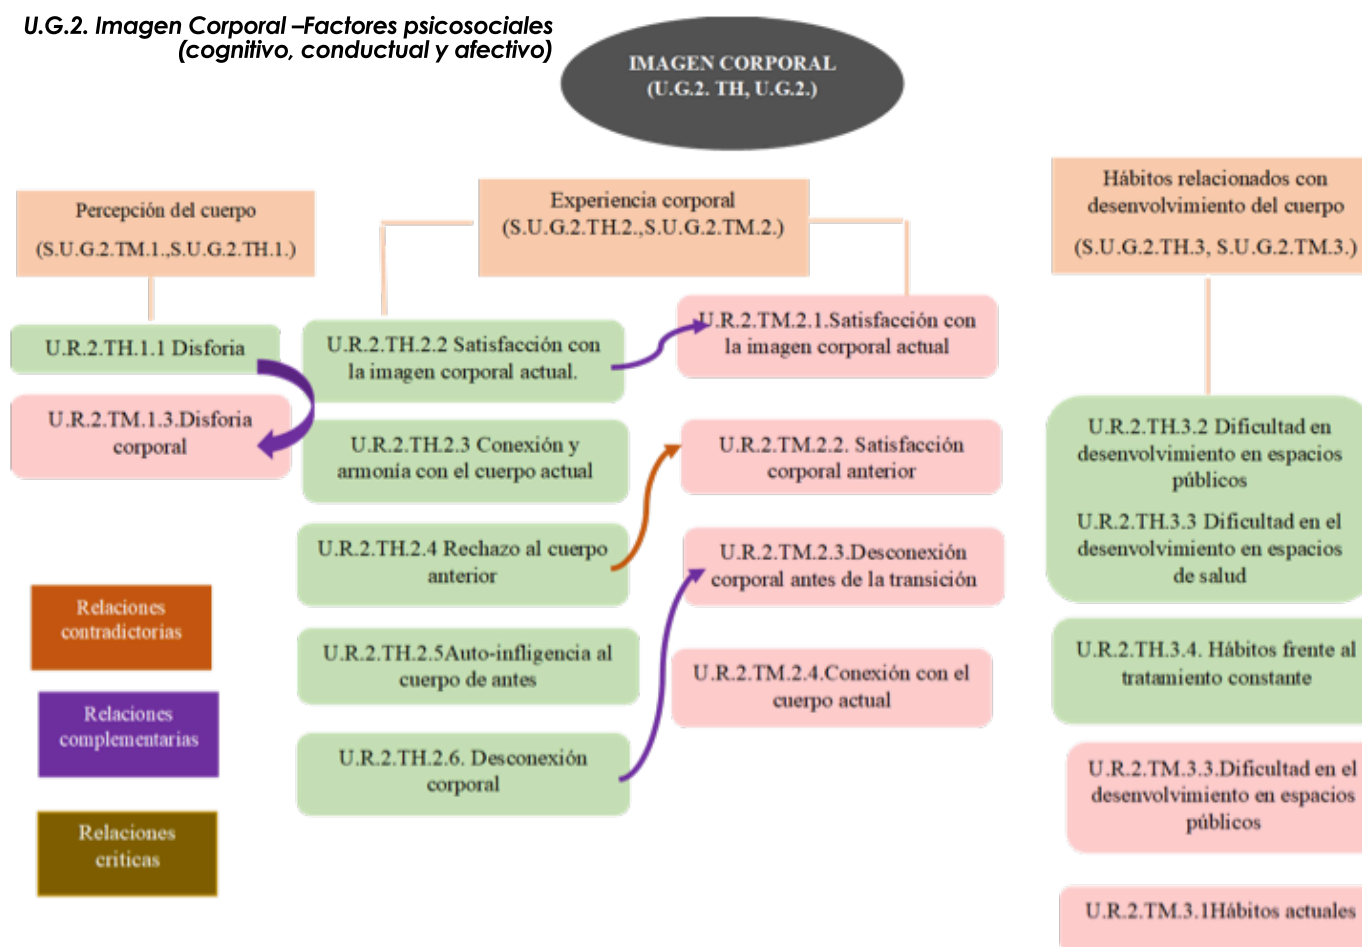 U.G.2. Imagen Corporal –Factores psicosociales
(cognitivo, conductual y afectivo)
IMAGEN CORPORAL
(U.G.2. TH, U.G.2.)
Percepción del cuerpo
(S.U.G.2.TM.1.,S.U.G.2.TH.1.)
Experiencia corporal
(S.U.G.2.TH.2.,S.U.G.2.TM.2.)
Hábitos relacionados con
desenvolvimiento del cuerpo
(S.U.G.2.TH.3, S.U.G.2.TM.3.)
U.R.2.TH.1.1 Disforia
U.R.2.TM.1.3.Disforia
corporal
U.R.2.TH.2.2 Satisfacción con
la imagen corporal actual.
U.R.2.TH.2.3 Conexión y
armonía con el cuerpo actual
U.R.2.TH.2.4 Rechazo al cuerpo
anterior
U.R.2.TH.2.5Auto-infligencia al
cuerpo de antes
U.R.2.TH.2.6. Desconexión
corporal
U.R.2.TM.2.1.Satisfacción con
la imagen corporal actual
U.R.2.TM.2.2. Satisfacción
corporal anterior
U.R.2.TM.2.3.Desconexión
corporal antes de la transición
U.R.2.TM.2.4.Conexión con el
cuerpo actual
U.R.2.TH.3.2 Dificultad en
desenvolvimiento en espacios
públicos
U.R.2.TH.3.3 Dificultad en el
desenvolvimiento en espacios
de salud
U.R.2.TH.3.4. Hábitos frente al
tratamiento constante
U.R.2.TM.3.3.Dificultad en el
desenvolvimiento en espacios
públicos
U.R.2.TM.3.1Hábitos actuales
Relaciones
contradictorias
Relaciones
complementarias
Relaciones
criticas